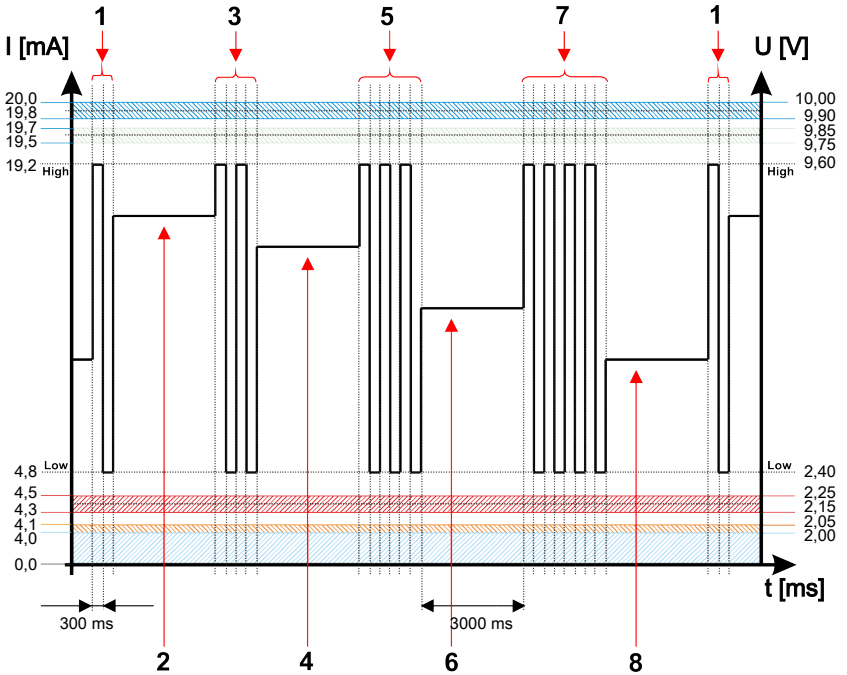 1 3 5 7 1
I [mA] U [V]
20,0 10,00
19,8 9,90
19,7 9,85
19,5 9,75
19,2 9,60
High High
Low Low
4,8 2,40
4,5 2,25
4,3 2,15
4,1 2,05
4,0 2,00
0,0
t [ms]
300 ms 3000 ms
2 4 6 8